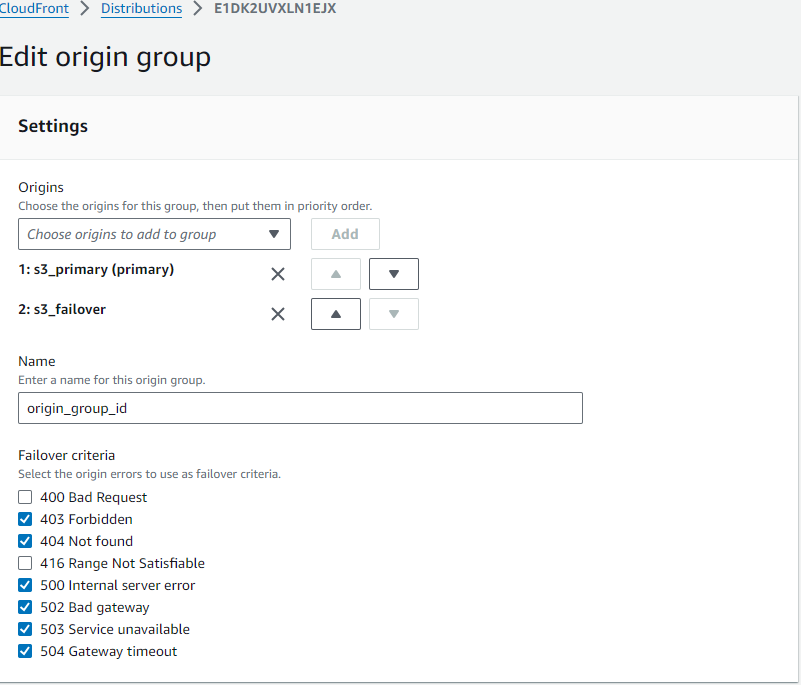 CloudFront > Distributions > E1DK2UVXLN1EJX
Edit origin group
Settings
Origins
Choose the origins for this group, then put them in priority order.
Choose origins to add to group
Add
1: s3_primary (primary)
2: s3_failover
Name
Enter a name for this origin group.
origin_group_id
Failover criteria
Select the origin errors to use as failover criteria.
400 Bad Request
403 Forbidden
404 Not found
416 Range Not Satisfiable
500 Internal server error
502 Bad gateway
503 Service unavailable
504 Gateway timeout